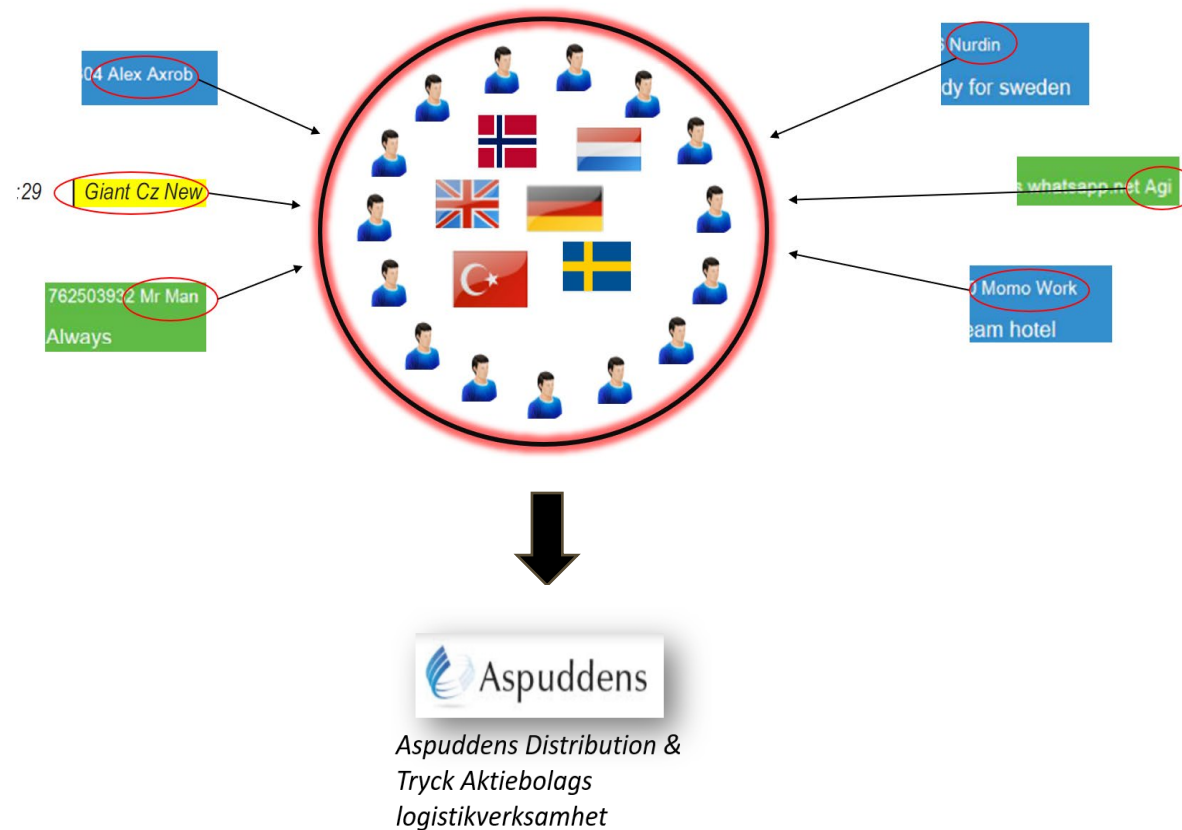 304 Alex Axrob
Nurdin
dy for sweden
:29 Giant Cz New
s.whatsapp.net Agi
762503932 Mr Man
Always
Momo Work
eam hotel
Aspuddens
Aspuddens Distribution &
Tryck Aktiebolags
logistikverksamhet